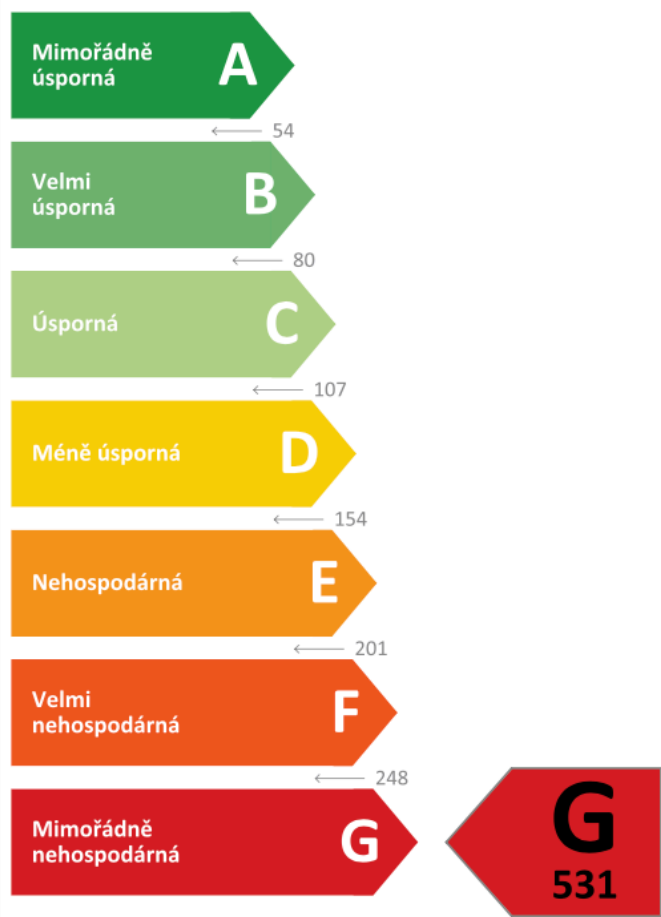 Mimořádně
úsporná
A
54
Velmi
úsporná
B
80
Úsporná
C
107
Méně úsporná
D
154
Nehospodárná
E
201
Velmi
nehospodárná
F
248
Mimořádně
nehospodárná
G
G
531